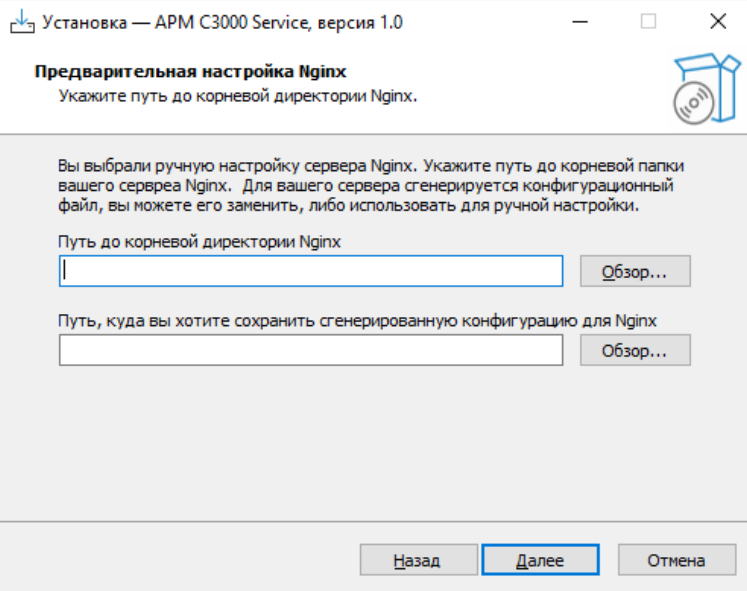 Установка — АРМ С3000 Service, версия 1.0
Предварительная настройка Nginx
Укажите путь до корневой директории Nginx.
Вы выбрали ручную настройку сервера Nginx. Укажите путь до корневой папки
вашего сервреа Nginx. Для вашего сервера сгенерируется конфигурационный
файл, вы можете его заменить, либо использовать для ручной настройки.
Путь до корневой директории Nginx
Обзор...
Путь, куда вы хотите сохранить сгенерированную конфигурацию для Nginx
Обзор...
Назад Далее Отмена